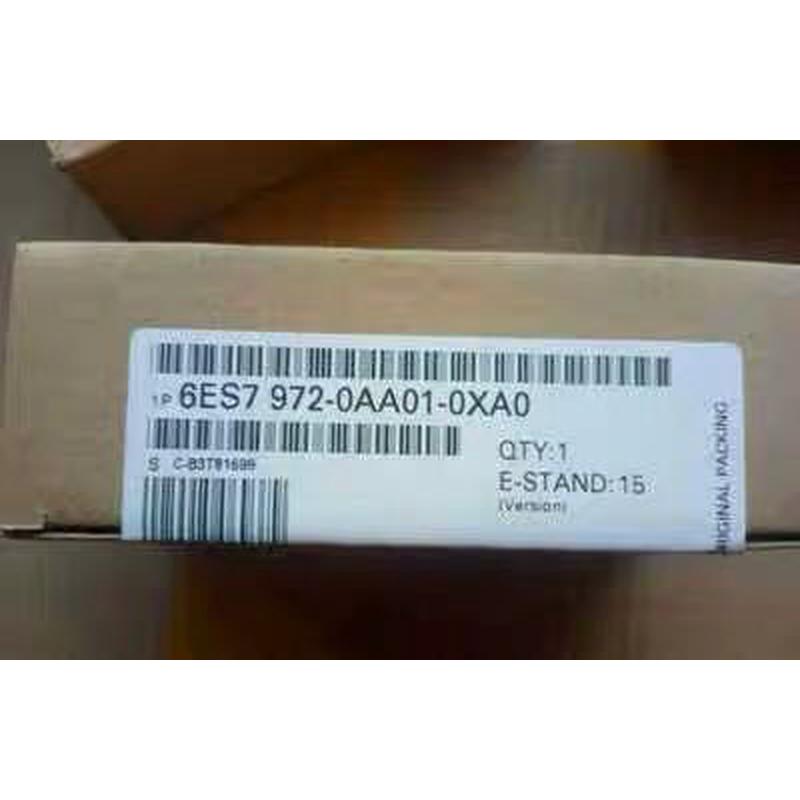 1P 6ES7 972-0AA01-0XA0
S C-B3T81699
QTY:1
E-STAND:15
(Version)
ORIGINAL PACKING